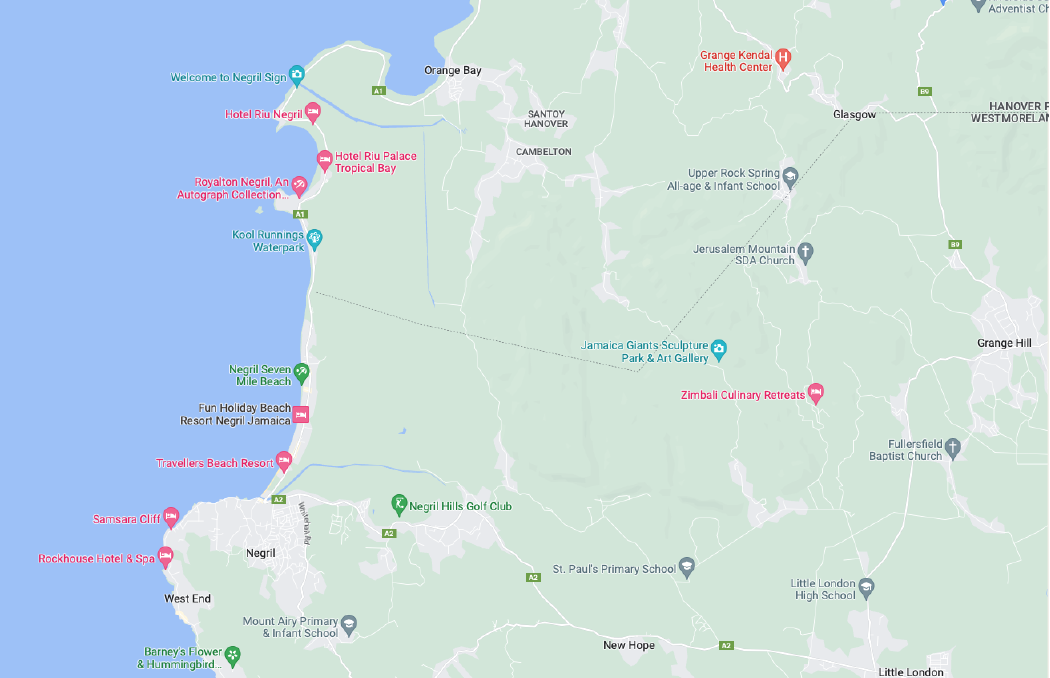 Adventist Ch
Grange Kendal
Health Center
Orange Bay
Welcome to Negril Sign
A1
B9
Hotel Riu Negril
SANTOY
HANOVER
Glasgow
HANOVER P
WESTMORELAN
CAMBELTON
Hotel Riu Palace
Tropical Bay
Upper Rock Spring
All-age & Infant School
Royalton Negril, An
Autograph Collection...
A1
Kool Runnings
Waterpark
Jerusalem Mountain
SDA Church
B9
Jamaica Giants Sculpture
Park & Art Gallery
Grange Hill
Negril Seven
Mile Beach
Zimbali Culinary Retreats
Fun Holiday Beach
Resort Negril Jamaica
Fullersfield
Baptist Church
Travellers Beach Resort
A2
Negril Hills Golf Club
Samsara Cliff
Whitehall Rd
A2
Negril
Rockhouse Hotel & Spa
St. Paul's Primary School
A2
Little London
High School
West End
Mount Airy Primary
& Infant School
New Hope
A2
Barney's Flower
& Hummingbird...
Little London